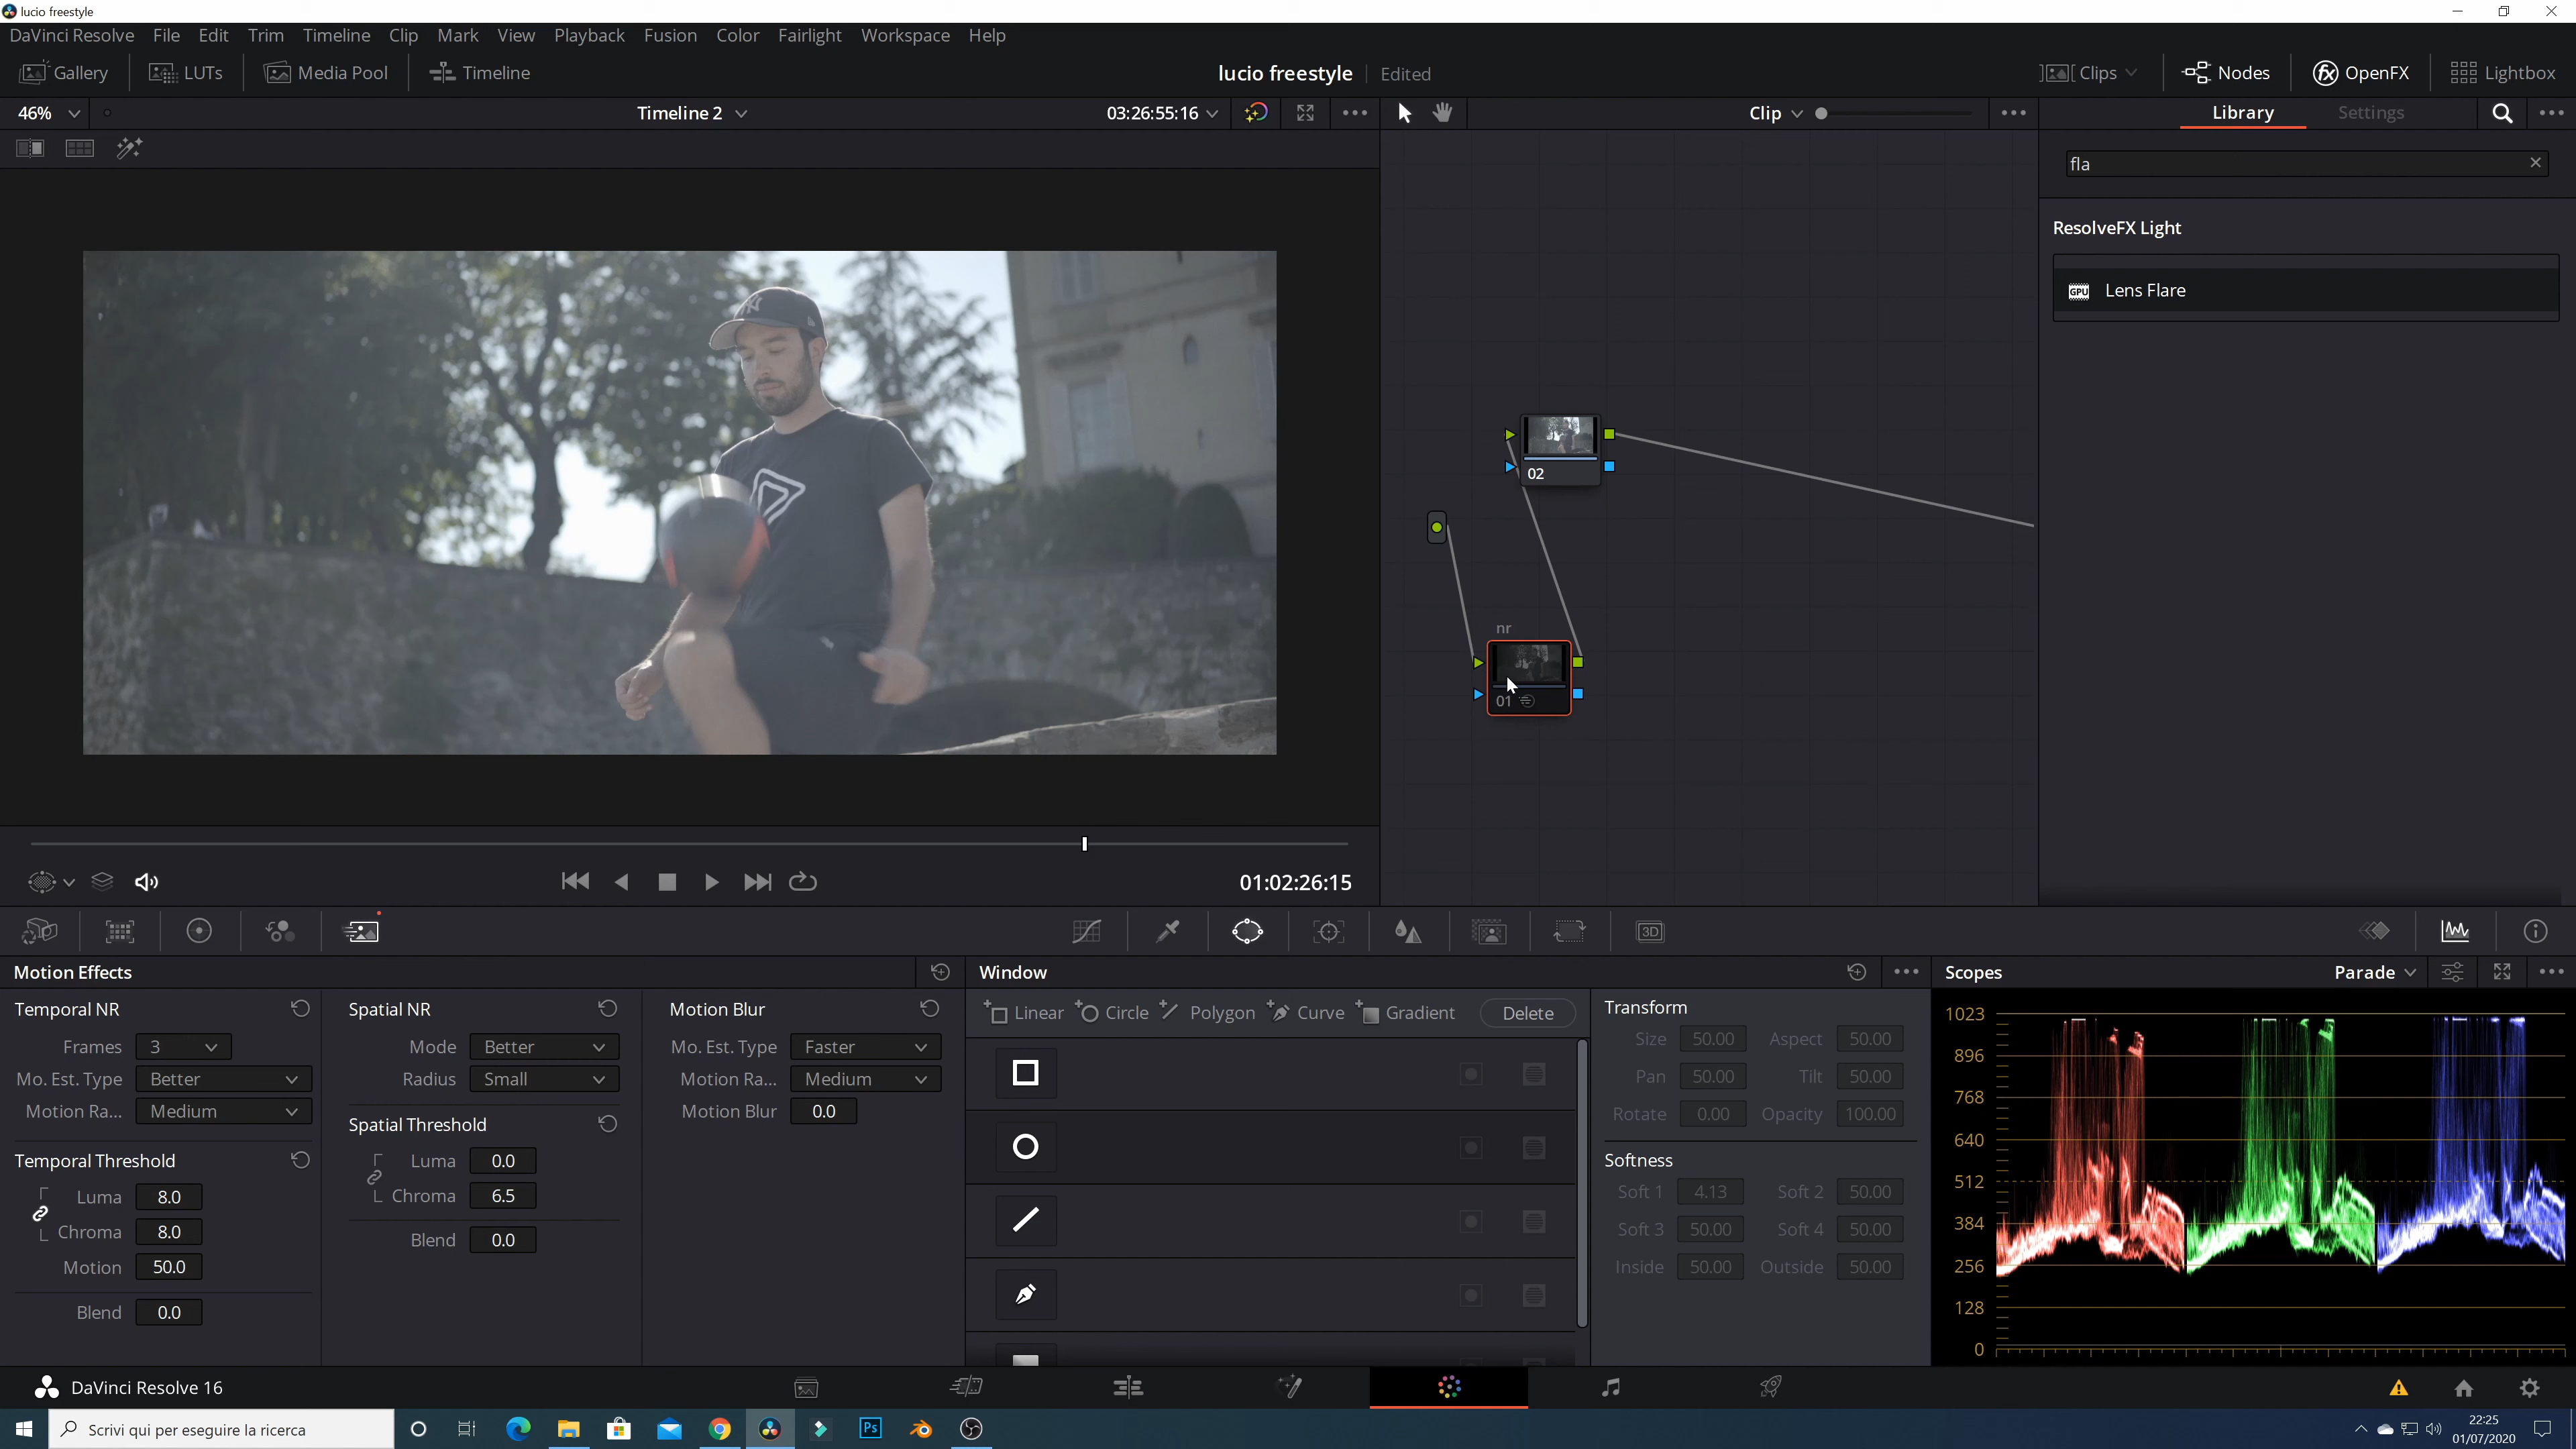 lucio freestyle
DaVinci Resolve File Edit Trim Timeline Clip Mark View Playback Fusion Color Fairlight Workspace Help
Gallery LUTs Media Pool Timeline lucio freestyle Edited Clips Nodes OpenFX Lightbox
46% Timeline 2 03:26:55:16 Clip Library Settings
fla
ResolveFX Light
GPU Lens Flare
02
nr
01
01:02:26:15
3D
Motion Effects Window Scopes Parade
Temporal NR Spatial NR Motion Blur
Frames 3 Mode Better Mo. Est. Type Faster
Mo. Est. Type Better Radius Small Motion Ra... Medium
Motion Ra... Medium Motion Blur 0.0
Temporal Threshold Spatial Threshold
Luma 8.0 Luma 0.0
Chroma 8.0 Chroma 6.5
Motion 50.0 Blend 0.0
Blend 0.0
Linear Circle Polygon Curve Gradient Delete
Transform
Size 50.00 Aspect 50.00
Pan 50.00 Tilt 50.00
Rotate 0.00 Opacity 100.00
Softness
Soft 1 4.13 Soft 2 50.00
Soft 3 50.00 Soft 4 50.00
Inside 50.00 Outside 50.00
1023
896
768
640
512
384
256
128
0
DaVinci Resolve 16
Scrivi qui per eseguire la ricerca
Ps
22:25
01/07/2020